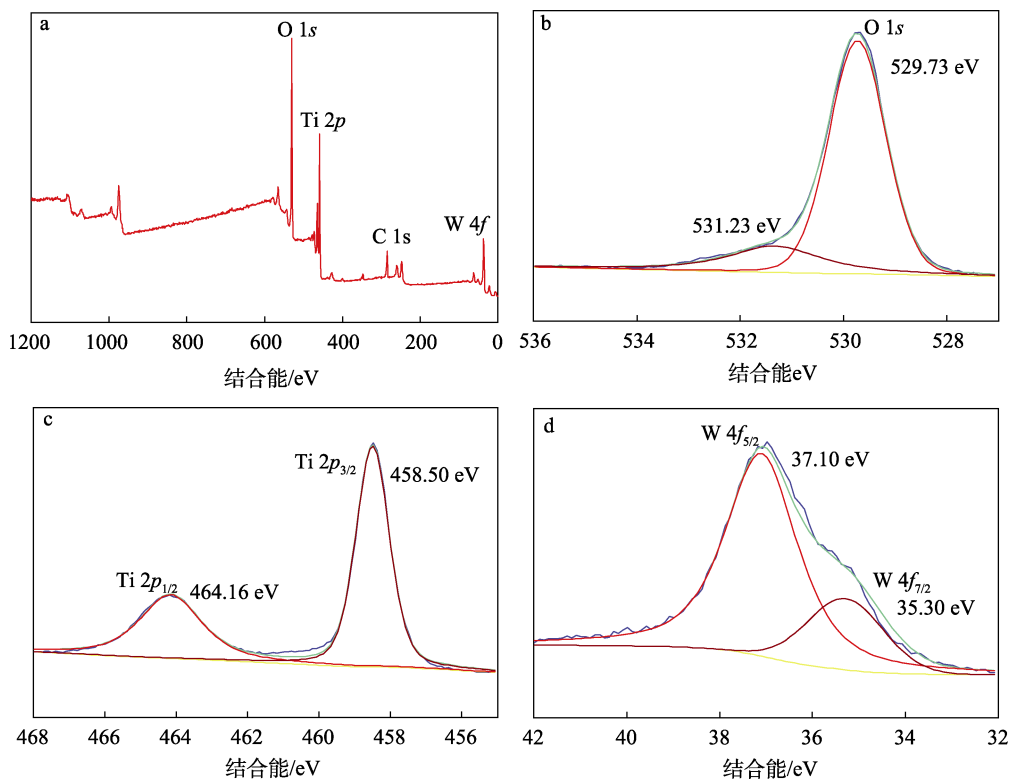 a
O 1s
Ti 2p
C 1s
W 4f
1200 1000 800 600 400 200 0
结合能/eV
b
O 1s
529.73 eV
531.23 eV
536 534 532 530 528
结合能eV
c
Ti 2p3/2
458.50 eV
Ti 2p1/2
464.16 eV
468 466 464 462 460 458 456
结合能/eV
d
W 4f5/2
37.10 eV
W 4f7/2
35.30 eV
42 40 38 36 34 32
结合能/eV